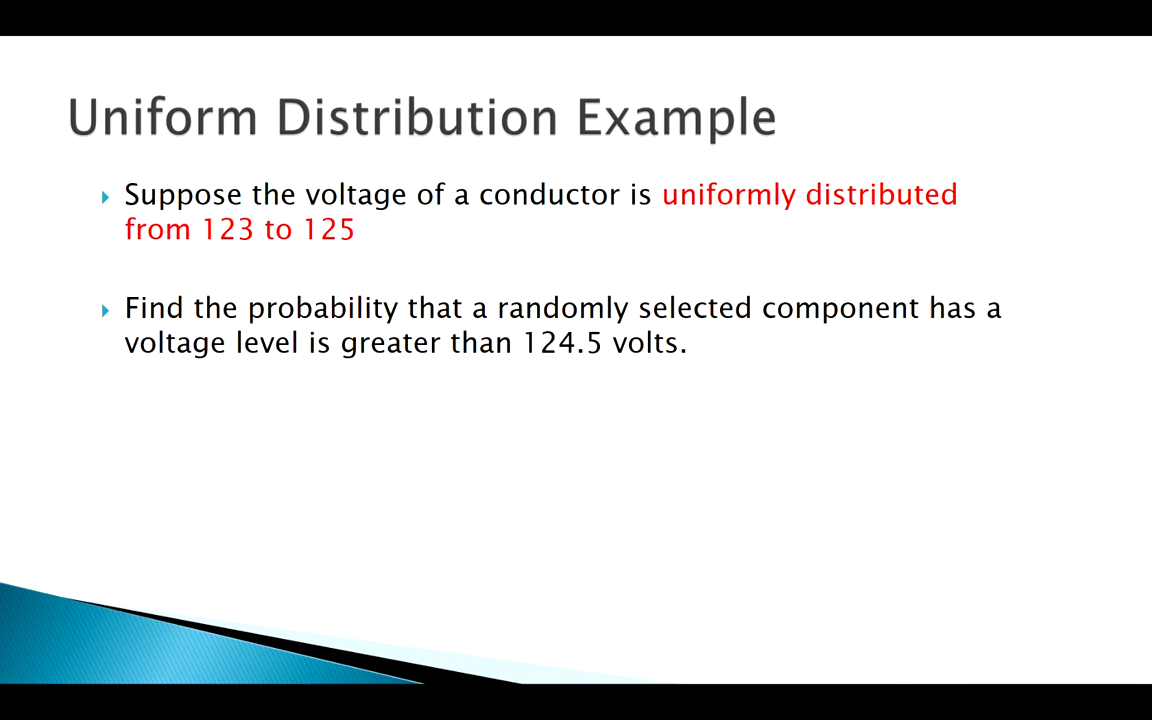 Uniform Distribution Example
Suppose the voltage of a conductor is uniformly distributed
from 123 to 125
Find the probability that a randomly selected component has a
voltage level is greater than 124.5 volts.